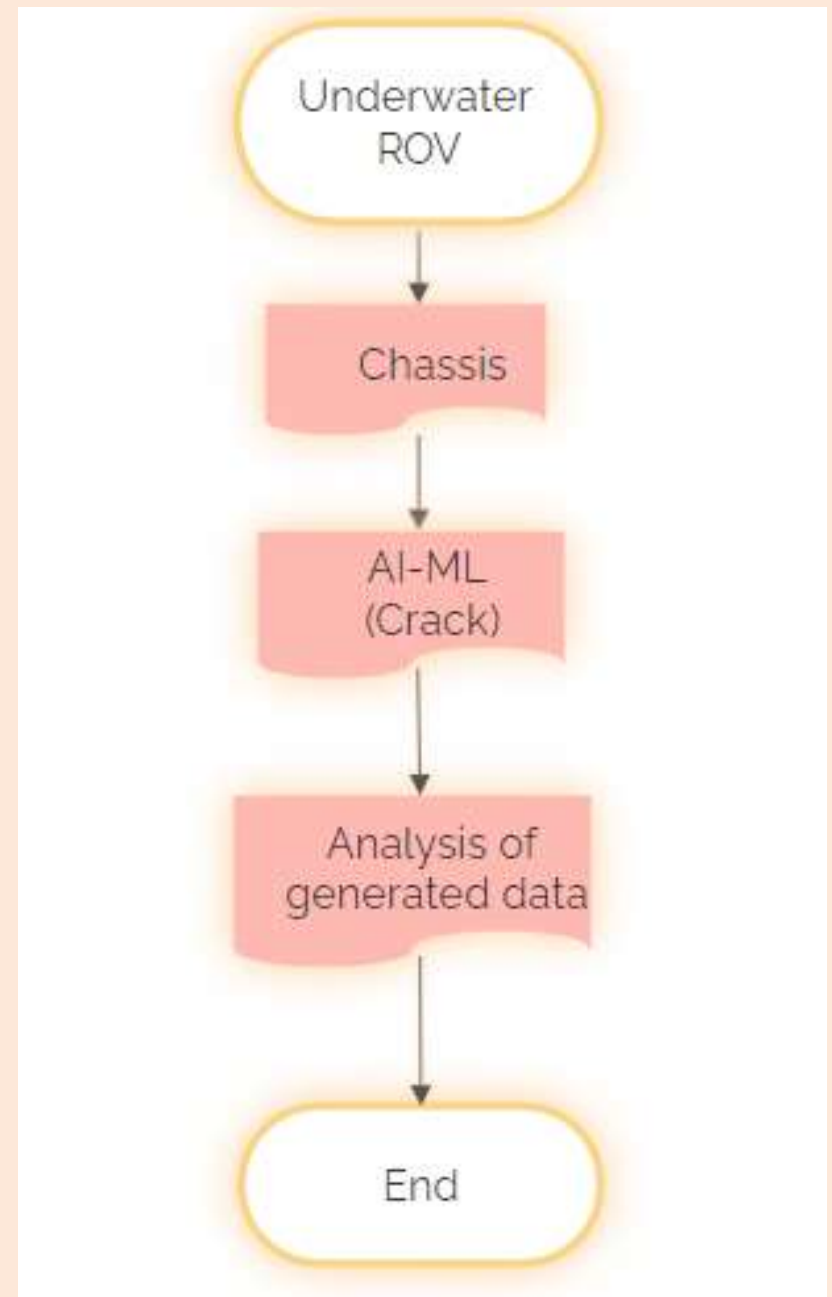 Underwater
ROV
Chassis
AI-ML
(Crack)
Analysis of
generated data
End